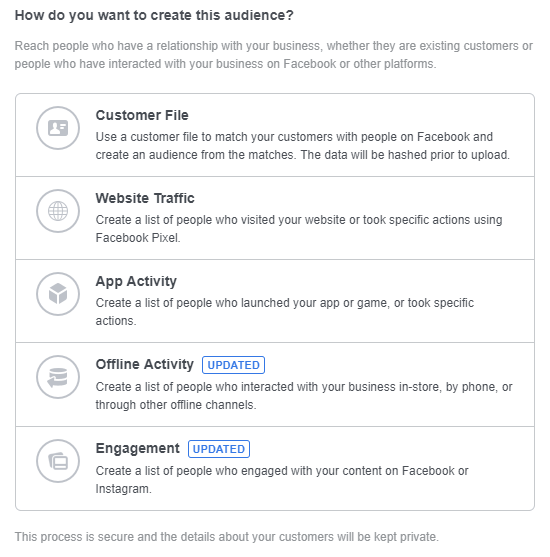 How do you want to create this audience?
Reach people who have a relationship with your business, whether they are existing customers or
people who have interacted with your business on Facebook or other platforms.
Customer File
Use a customer file to match your customers with people on Facebook and
create an audience from the matches. The data will be hashed prior to upload.
Website Traffic
Create a list of people who visited your website or took specific actions using
Facebook Pixel.
App Activity
Create a list of people who launched your app or game, or took specific
actions.
Offline Activity UPDATED
Create a list of people who interacted with your business in-store, by phone, or
through other offline channels.
Engagement UPDATED
Create a list of people who engaged with your content on Facebook or
Instagram.
This process is secure and the details about your customers will be kept private.